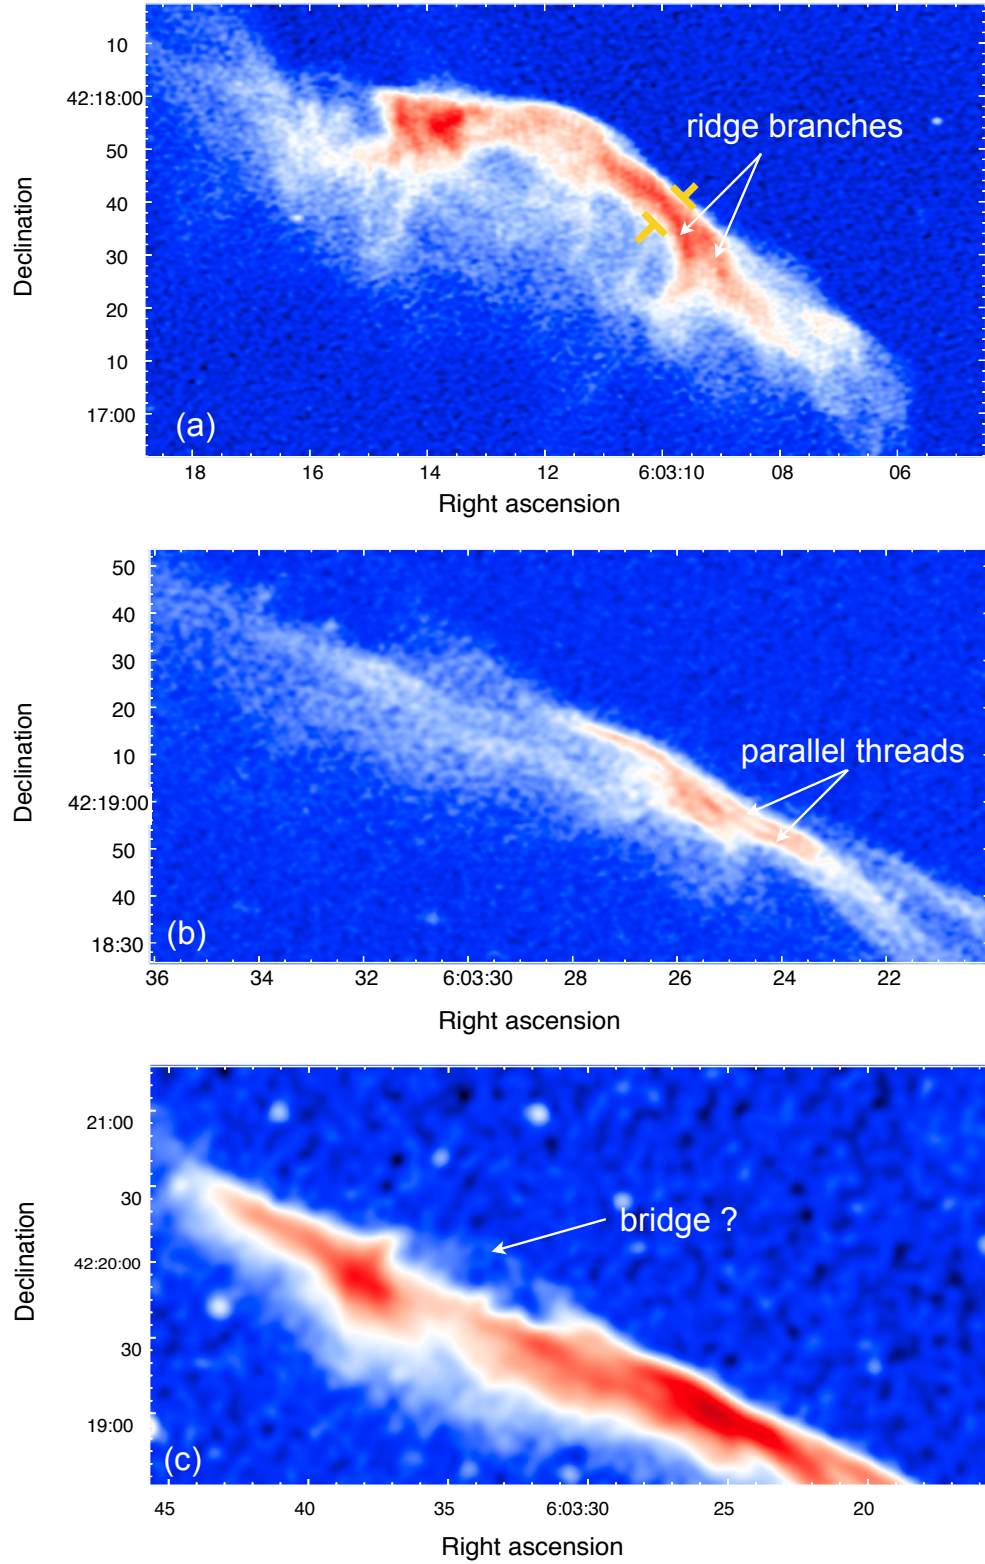 10
42:18:00
ridge branches
50
40
30
20
10
17:00
(a)
18 16 14 12 6:03:10 08 06
Right ascension
Declination
50
40
30
20
10
parallel threads
42:19:00
50
40
(b)
18:30
36 34 32 6:03:30 28 26 24 22
Right ascension
Declination
21:00
30
bridge ?
42:20:00
30
19:00
(c)
45 40 35 6:03:30 25 20
Right ascension
Declination